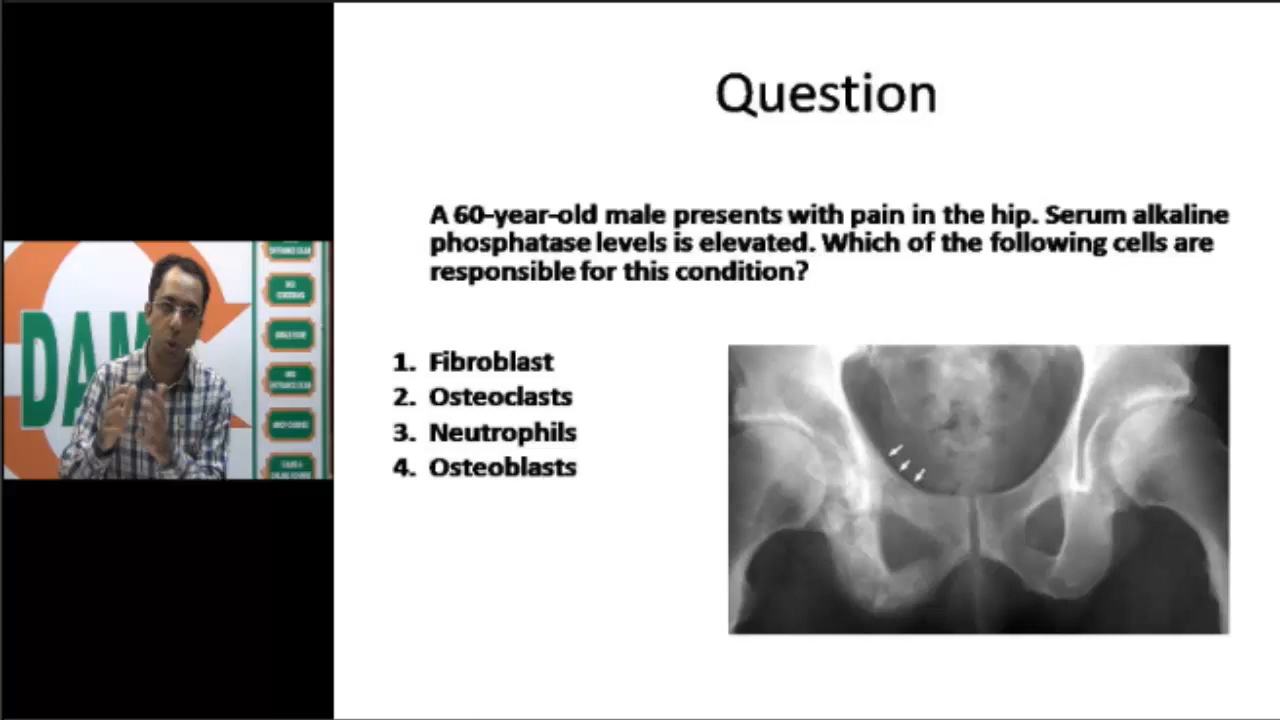 Question
A 60-year-old male presents with pain in the hip. Serum alkaline
phosphatase levels is elevated. Which of the following cells are
responsible for this condition?
1. Fibroblast
2. Osteoclasts
3. Neutrophils
4. Osteoblasts
DAM